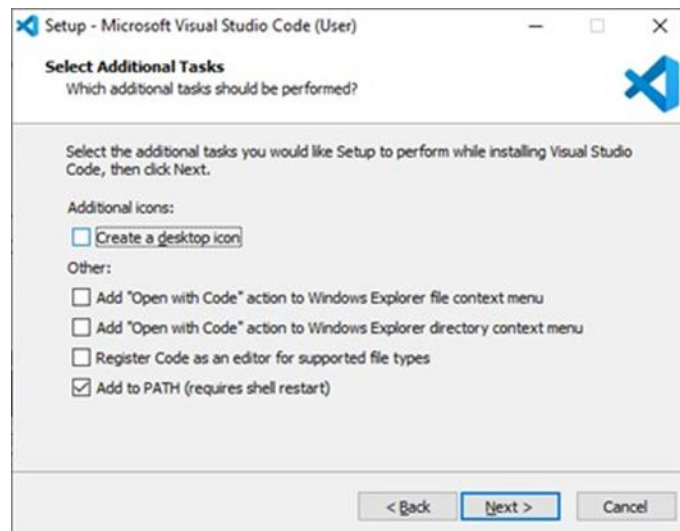 Setup - Microsoft Visual Studio Code (User)
Select Additional Tasks
Which additional tasks should be performed?
Select the additional tasks you would like Setup to perform while installing Visual Studio
Code, then click Next.
Additional icons:
Create a desktop icon
Other:
Add "Open with Code" action to Windows Explorer file context menu
Add "Open with Code" action to Windows Explorer directory context menu
Register Code as an editor for supported file types
Add to PATH (requires shell restart)
< Back Next > Cancel